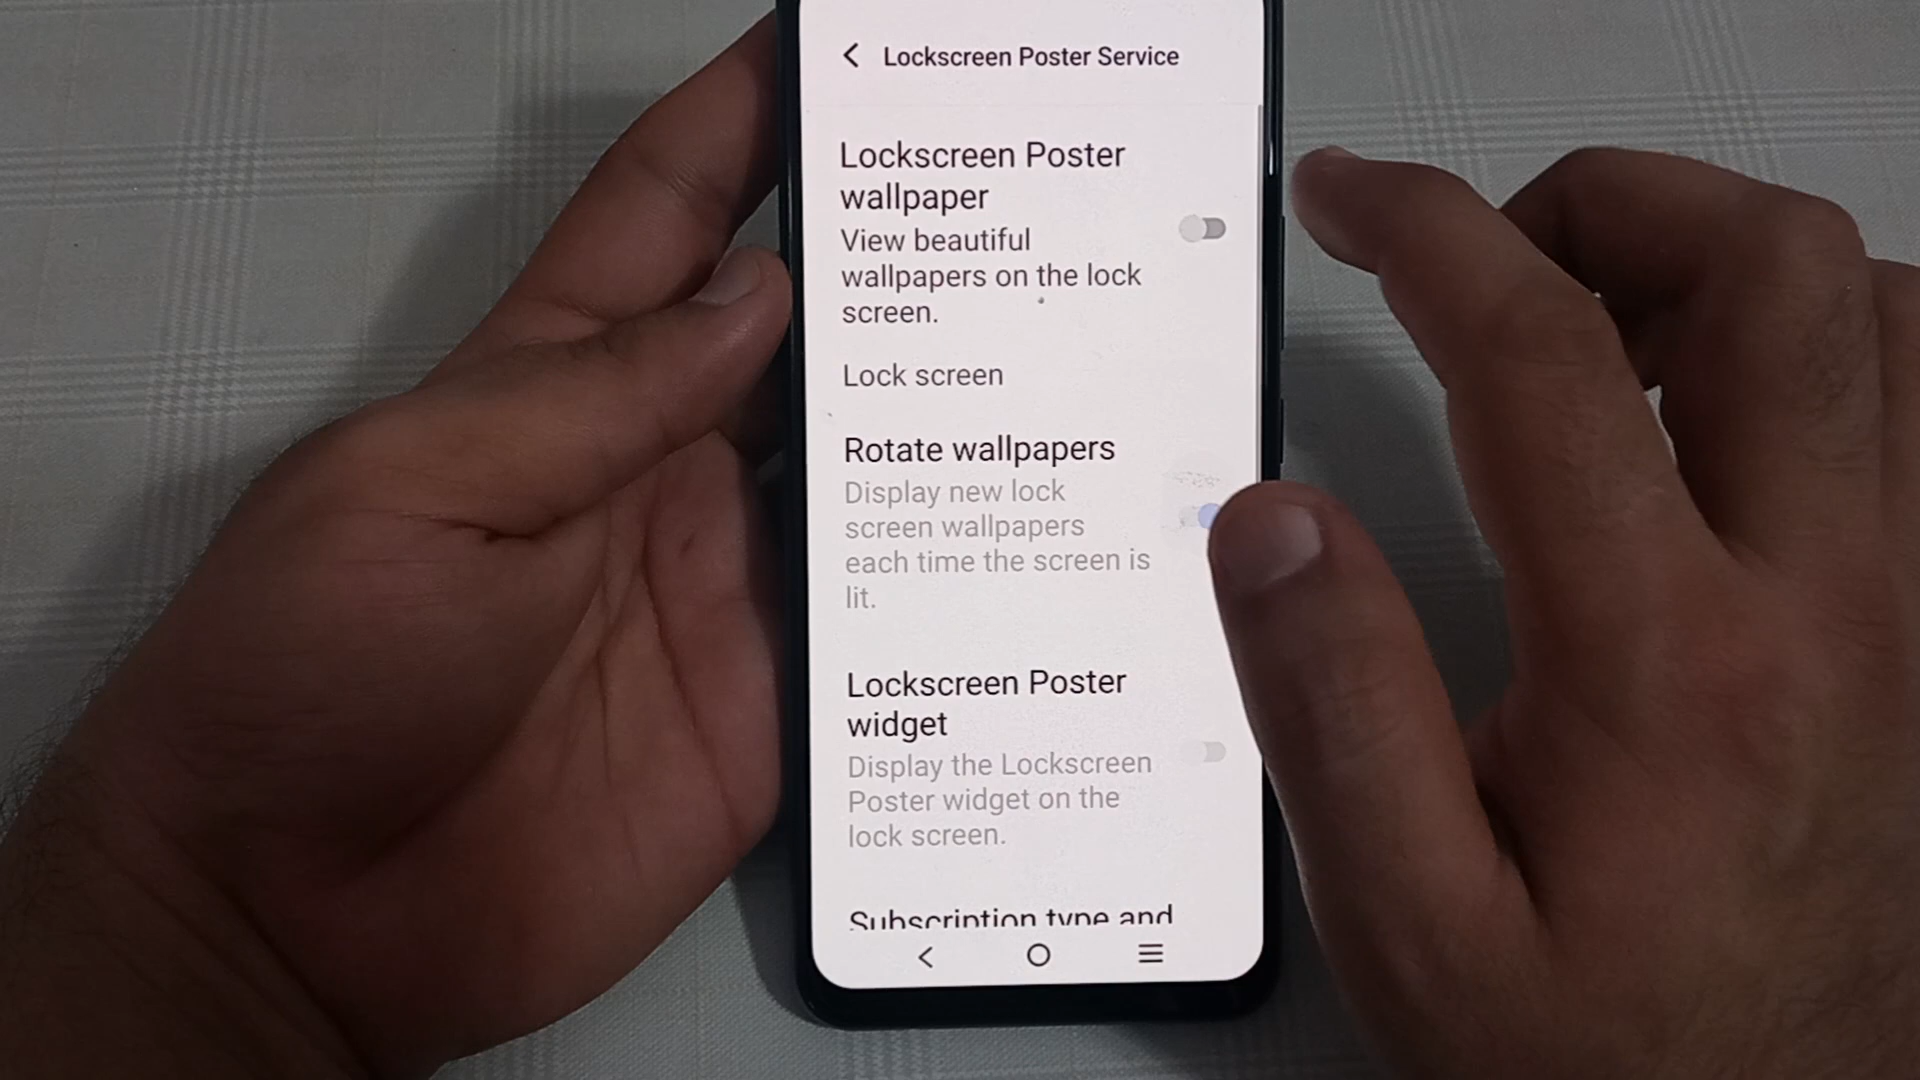 Lockscreen Poster Service
Lockscreen Poster
wallpaper
View beautiful
wallpapers on the lock
screen.
Lock screen
Rotate wallpapers
Display new lock
screen wallpapers
each time the screen is
lit.
Lockscreen Poster
widget
Display the Lockscreen
Poster widget on the
lock screen.
Subscription type and